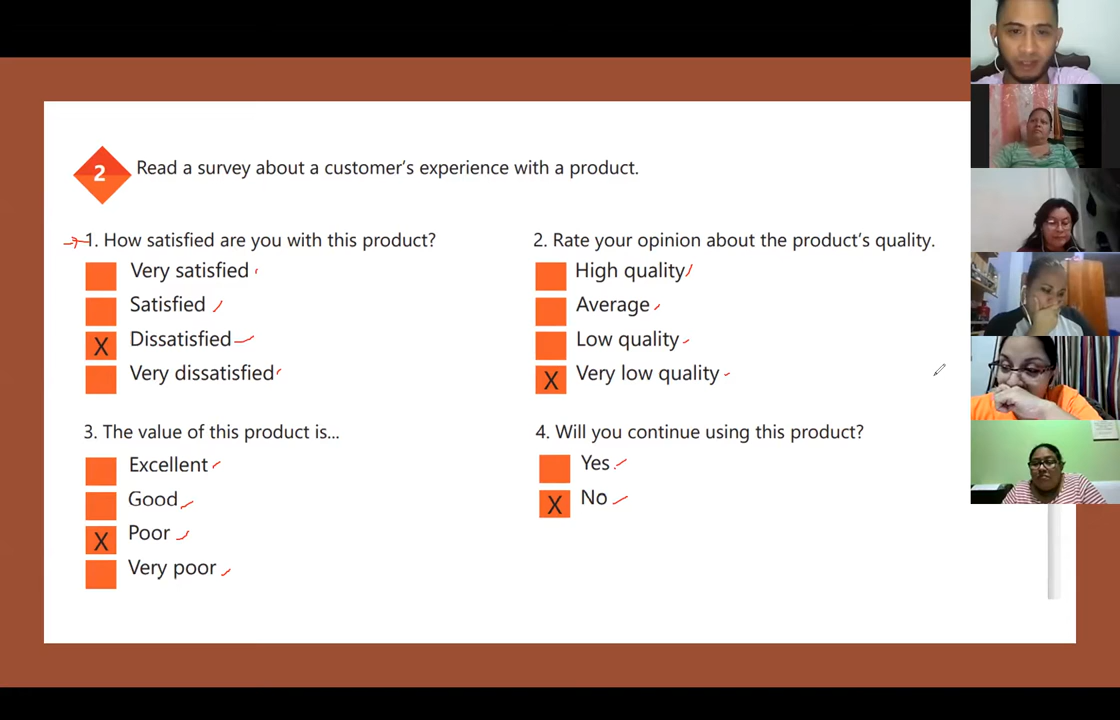 2
Read a survey about a customer's experience with a product.
1. How satisfied are you with this product?
Very satisfied
Satisfied
X Dissatisfied
Very dissatisfied
2. Rate your opinion about the product's quality.
High quality
Average
Low quality
X Very low quality
3. The value of this product is...
Excellent
Good
X Poor
Very poor
4. Will you continue using this product?
Yes
X No